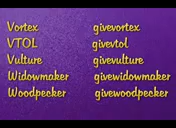 Vortex givevortex
VTOL givevtol
Vulture givevulture
Widowmaker givewidowmaker
Woodpecker givewoodpecker